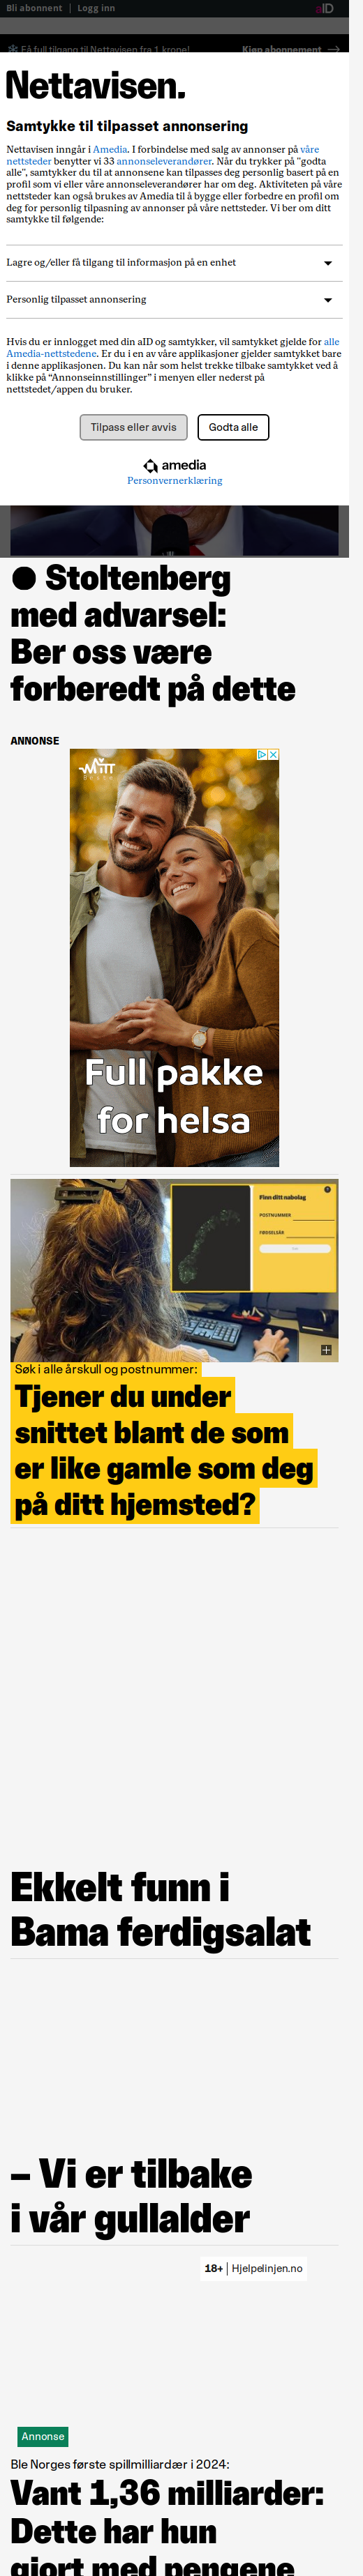 Bli abonnent | Logg inn aID
Få full tilgang til Nettavisen fra 1 krone! Kjøp abonnement →
Nettavisen.
Samtykke til tilpasset annonsering
Nettavisen inngår i Amedia. I forbindelse med salg av annonser på våre
nettsteder benytter vi 33 annonseleverandører. Når du trykker på "godta
alle", samtykker du til at annonsene kan tilpasses deg personlig basert på en
profil som vi eller våre annonseleverandører har om deg. Aktiviteten på våre
nettsteder kan også brukes av Amedia til å bygge eller forbedre en profil om
deg for personlig tilpasning av annonser på våre nettsteder. Vi ber om ditt
samtykke til følgende:
Lagre og/eller få tilgang til informasjon på en enhet
Personlig tilpasset annonsering
Hvis du er innlogget med din aID og samtykker, vil samtykket gjelde for alle
Amedia-nettstedene. Er du i en av våre applikasjoner gjelder samtykket bare
i denne applikasjonen. Du kan når som helst trekke tilbake samtykket ved å
klikke på “Annonseinnstillinger” i menyen eller nederst på
nettstedet/appen du bruker.
Tilpass eller avvis Godta alle
amedia
Personvernerklæring
● Stoltenberg
med advarsel:
Ber oss være
forberedt på dette
ANNONSE
MITT
Full pakke
for helsa
Finn ditt nabolag
POSTNUMMER
FØDSELSÅR
Søk i alle årskull og postnummer:
Tjener du under
snittet blant de som
er like gamle som deg
på ditt hjemsted?
Ekkelt funn i
Bama ferdigsalat
– Vi er tilbake
i vår gullalder
18+ | Hjelpelinjen.no
Annonse
Ble Norges første spillmilliardær i 2024:
Vant 1,36 milliarder:
Dette har hun
gjort med pengene